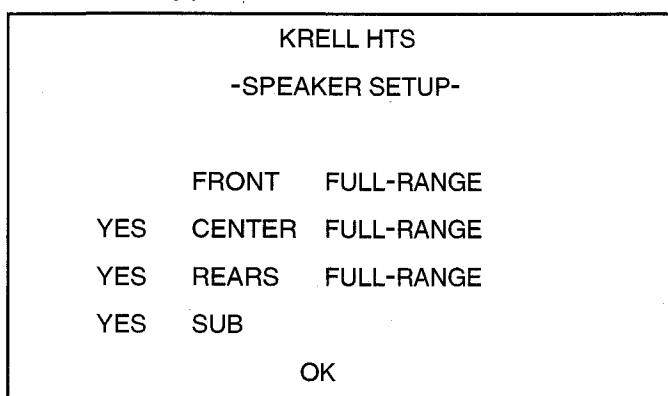 KRELL HTS
-SPEAKER SETUP-
FRONT FULL-RANGE
YES CENTER FULL-RANGE
YES REARS FULL-RANGE
YES SUB
OK